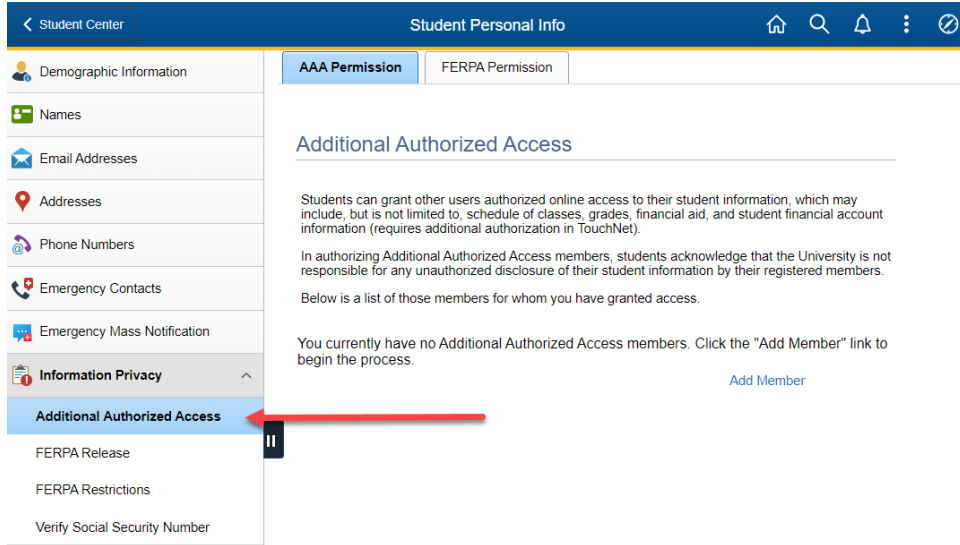 Student Center
Student Personal Info
Demographic Information
Names
Email Addresses
Addresses
Phone Numbers
Emergency Contacts
Emergency Mass Notification
Information Privacy
Additional Authorized Access
FERPA Release
FERPA Restrictions
Verify Social Security Number
AAA Permission
FERPA Permission
Additional Authorized Access
Students can grant other users authorized online access to their student information, which may
include, but is not limited to, schedule of classes, grades, financial aid, and student financial account
information (requires additional authorization in TouchNet).
In authorizing Additional Authorized Access members, students acknowledge that the University is not
responsible for any unauthorized disclosure of their student information by their registered members.
Below is a list of those members for whom you have granted access.
You currently have no Additional Authorized Access members. Click the "Add Member" link to
begin the process.
Add Member